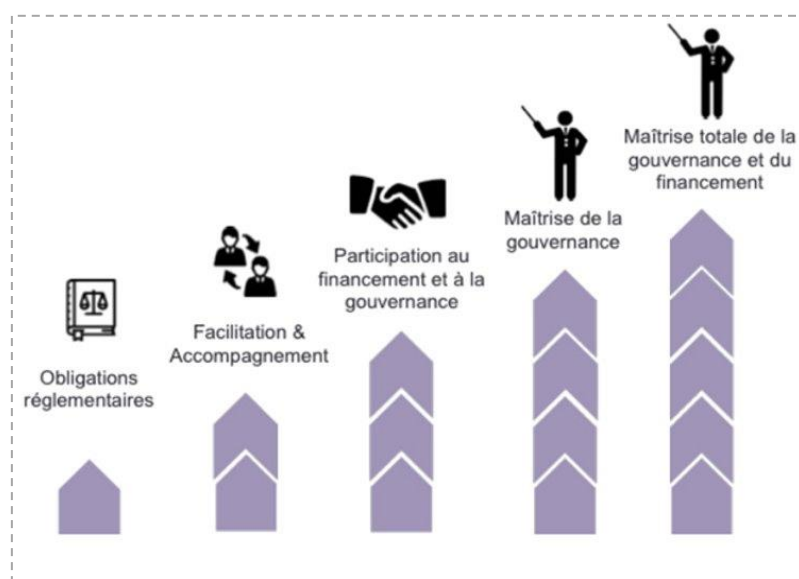 Obligations
réglementaires
Facilitation &
Accompagnement
Participation au
financement et à la
gouvernance
Maîtrise de la
gouvernance
Maîtrise totale de la
gouvernance et du
financement